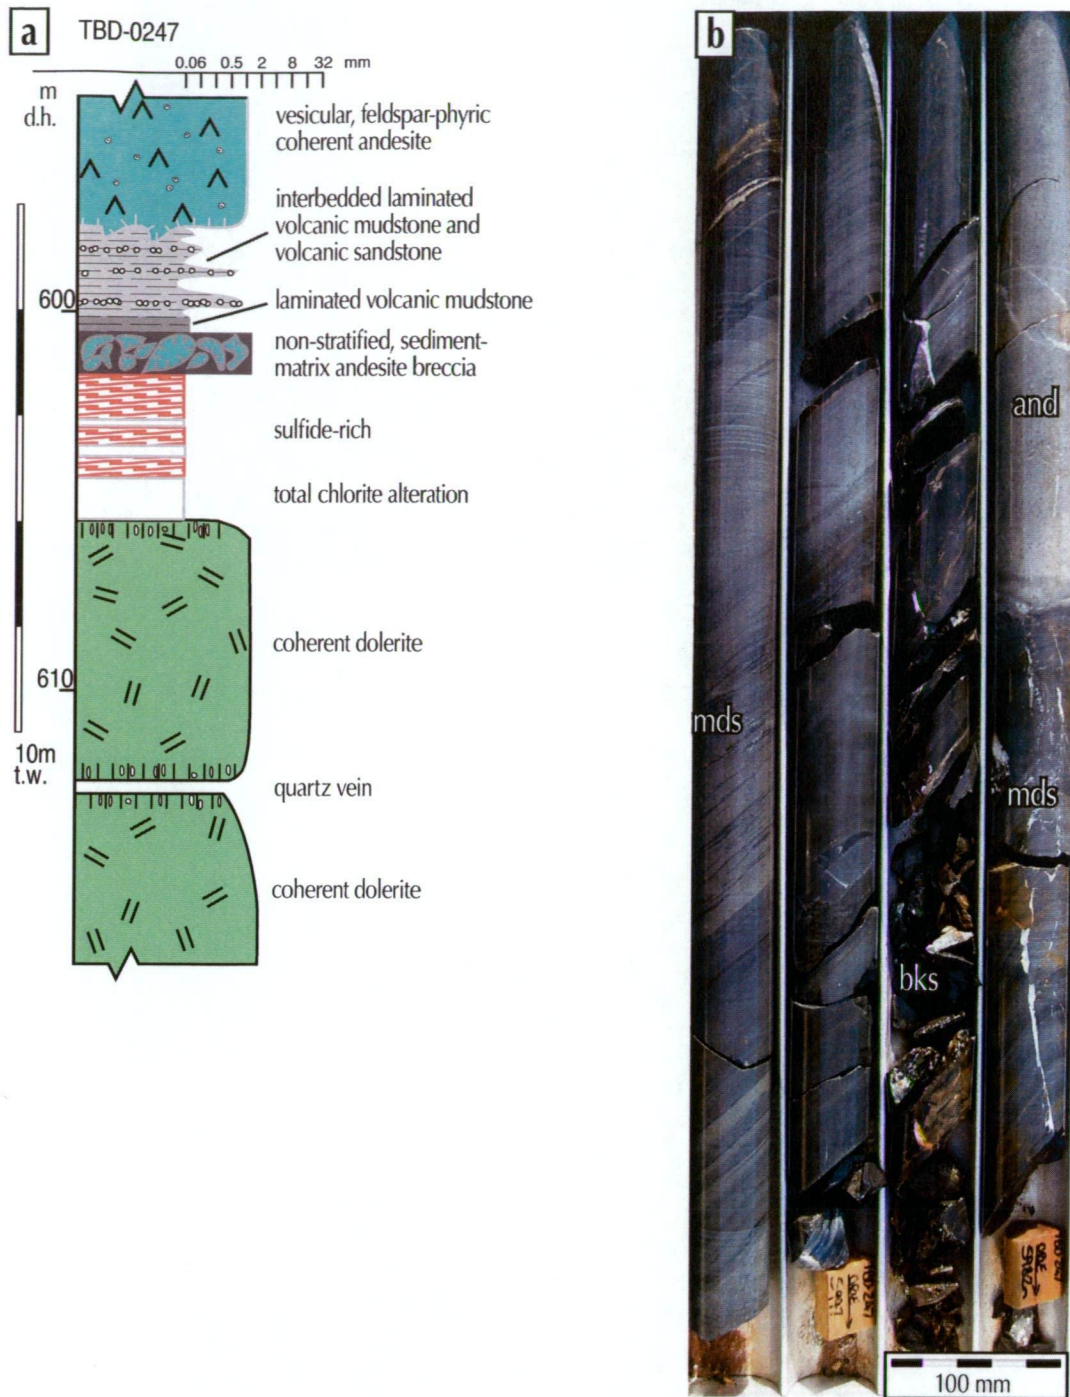 a
TBD-0247
0.06 0.5 2 8 32 mm
m
d.h.
vesicular, feldspar-phyric
coherent andesite
interbedded laminated
volcanic mudstone and
volcanic sandstone
600
laminated volcanic mudstone
non-stratified, sediment-
matrix andesite breccia
sulfide-rich
total chlorite alteration
coherent dolerite
610
10m
t.w.
quartz vein
coherent dolerite
b
and
mds
mds
bks
100 mm